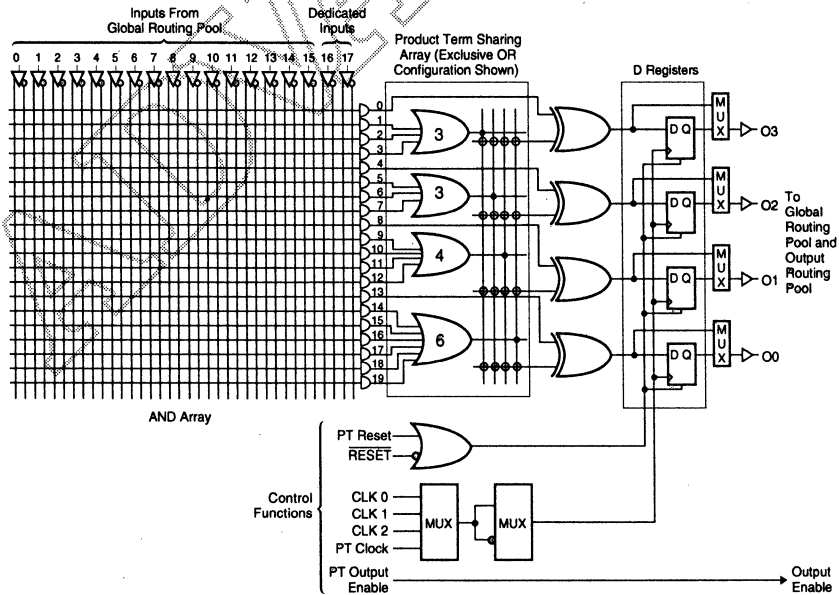 Inputs From
Global Routing Pool
Dedicated
Inputs
0 1 2 3 4 5 6 7 8 9 10 11 12 13 14 15 16 17
Product Term Sharing
Array (Exclusive OR
Configuration Shown)
D Registers
0
1
2
3
4
5
6
7
8
9
10
11
12
13
14
15
16
17
18
19
3
3
4
6
D Q
MUX
O3
D Q
MUX
O2
D Q
MUX
O1
D Q
MUX
O0
To
Global
Routing
Pool and
Output
Routing
Pool
AND Array
Control
Functions
PT Reset
RESET
CLK 0
CLK 1
CLK 2
PT Clock
MUX
MUX
PT Output
Enable
Output
Enable